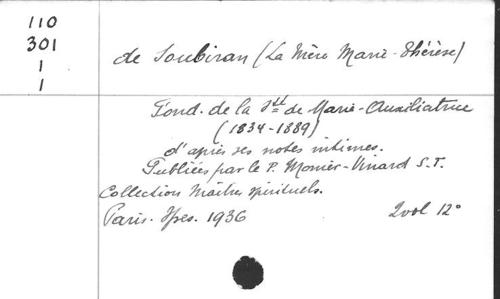 110
301
1
1
de Soubiran (La Mère Marie-Thérèse)
Fond. de la Sté de Marie-Auxiliatrice
(1834-1889)
d'après ses notes intimes.
Publiées par le P. Monier-Vinard S.J.
Collection Maîtres spirituels.
Paris. Spes. 1936 2 vol 12°